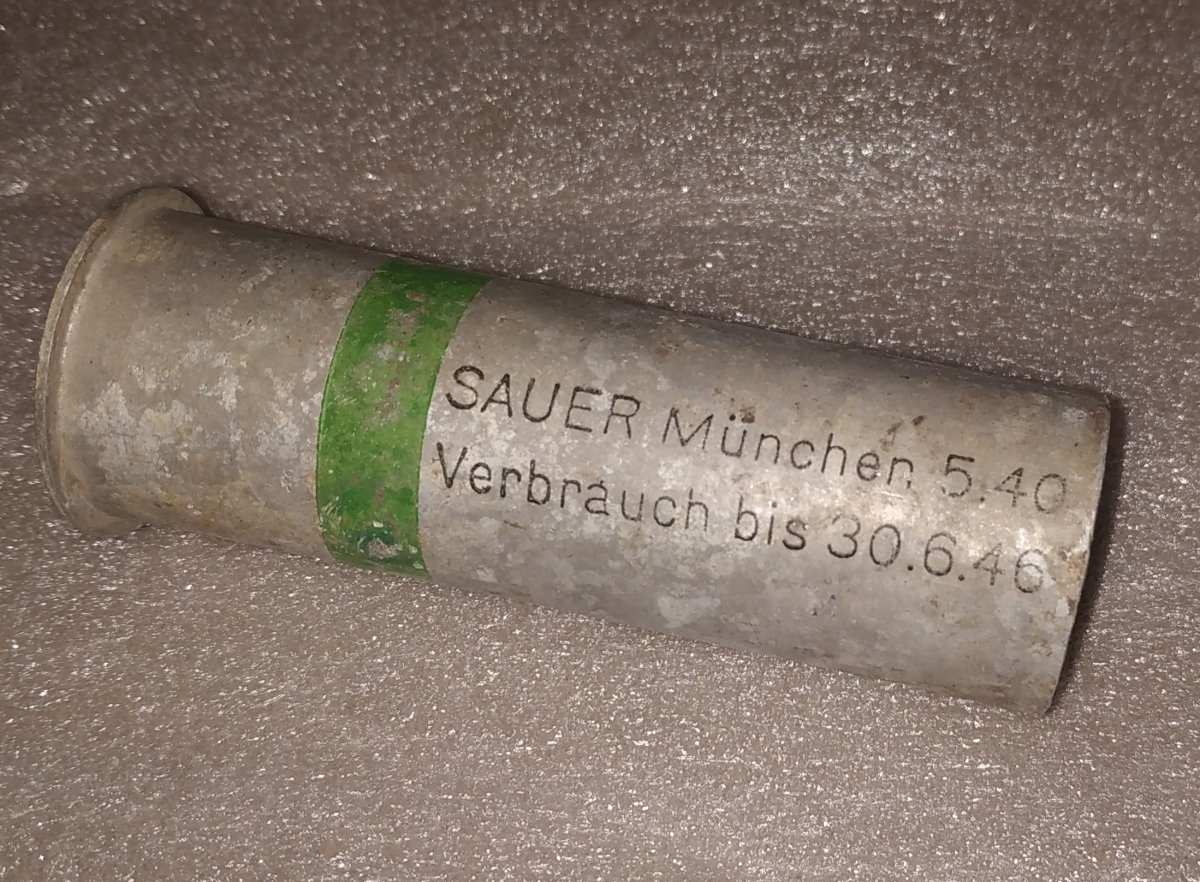 SAUER München 5.40
Verbrauch bis 30.6.46